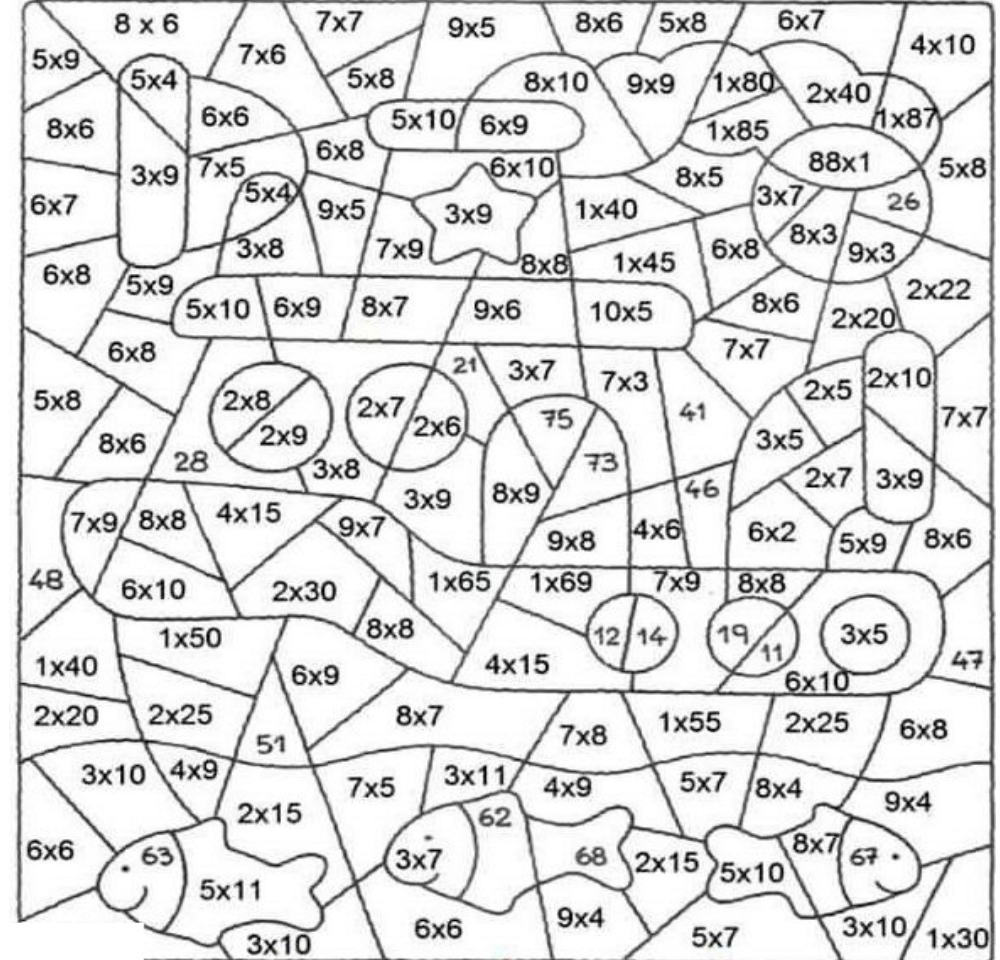 8 x 6 7x7 9x5 8x6 5x8 6x7
5x9 7x6 4x10
5x4 5x8 8x10 9x9 1x80 2x40
8x6 6x6 5x10 6x9 1x85 1x87
6x8 88x1
3x9 7x5 6x10 8x5 5x8
6x7 5x4 9x5 3x9 1x40 3x7 26
3x8 7x9 8x8 1x45 6x8 8x3 9x3
6x8 5x9 2x22
5x10 6x9 8x7 9x6 10x5 8x6 2x20
6x8 21 3x7 7x3 7x7
5x8 2x8 2x7 75 41 2x5 2x10
8x6 2x9 2x6 3x5 7x7
28 3x8 73
3x9 8x9 46 2x7 3x9
7x9 8x8 4x15 9x7 9x8 4x6 6x2 5x9 8x6
48 6x10 2x30 1x65 1x69 7x9 8x8
1x50 8x8 12 14 19 11 3x5
1x40 6x9 4x15 6x10 47
2x20 2x25 8x7 7x8 1x55 2x25 6x8
51
3x10 4x9 7x5 3x11 4x9 5x7 8x4 9x4
2x15 62
6x6 63 3x7 68 2x15 5x10 8x7 67
5x11
3x10 6x6 9x4 5x7 3x10 1x30